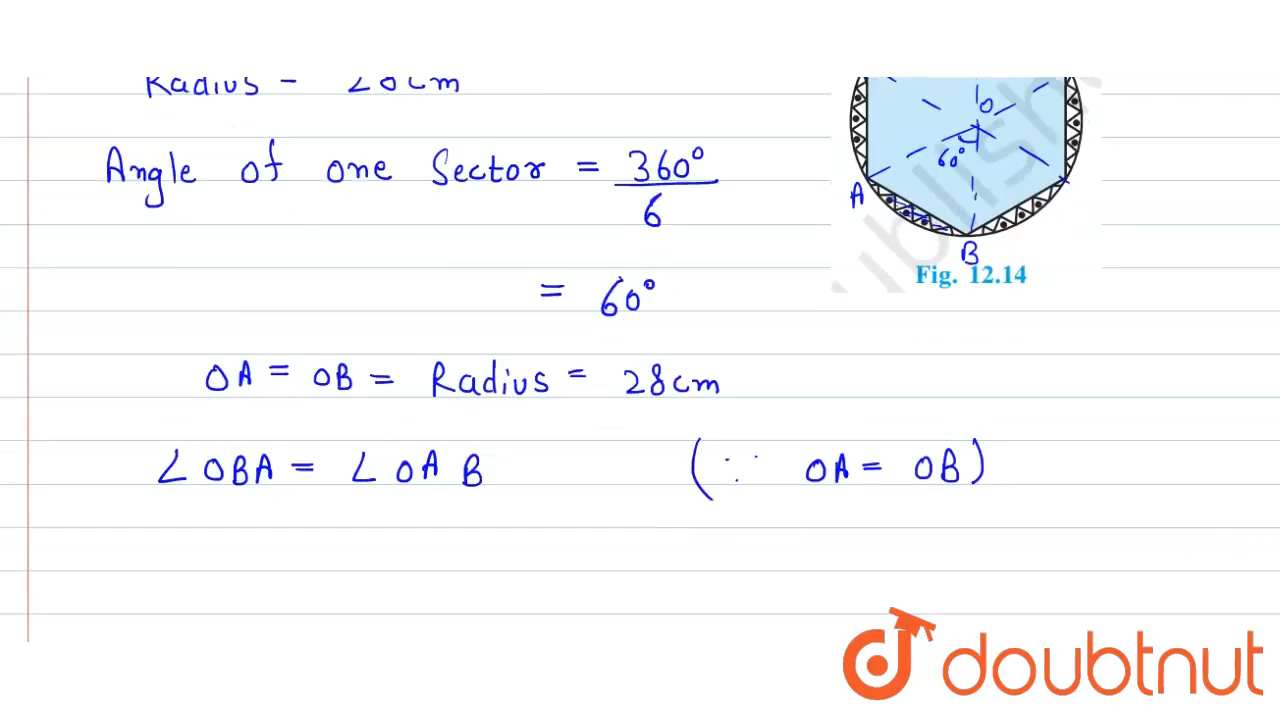 Radius = 28cm
Angle of one Sector = 360°
6
= 60°
OA = OB = Radius = 28cm
∠OBA = ∠OAB (∵ OA = OB)
O
60°
A
B
Fig. 12.14
doubtnut